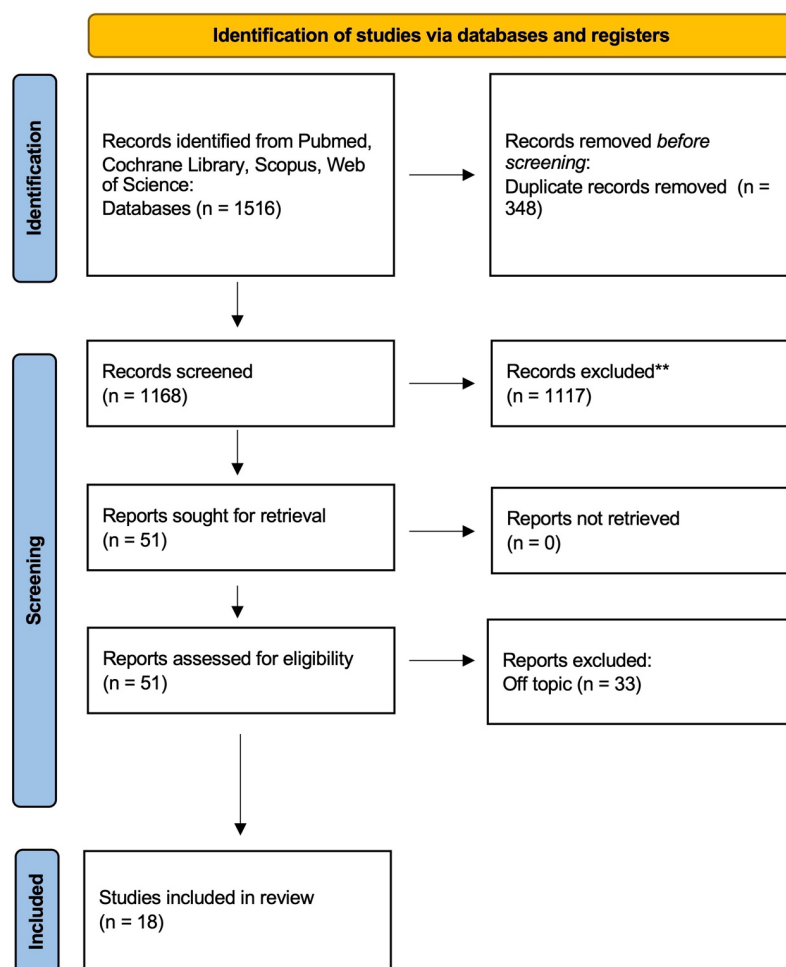 Identification of studies via databases and registers
Identification
Records identified from Pubmed,
Cochrane Library, Scopus, Web
of Science:
Databases (n = 1516)
Records removed before
screening:
Duplicate records removed  (n =
348)
Screening
Records screened
(n = 1168)
Records excluded**
(n = 1117)
Reports sought for retrieval
(n = 51)
Reports not retrieved
(n = 0)
Reports assessed for eligibility
(n = 51)
Reports excluded:
Off topic (n = 33)
Included
Studies included in review
(n = 18)